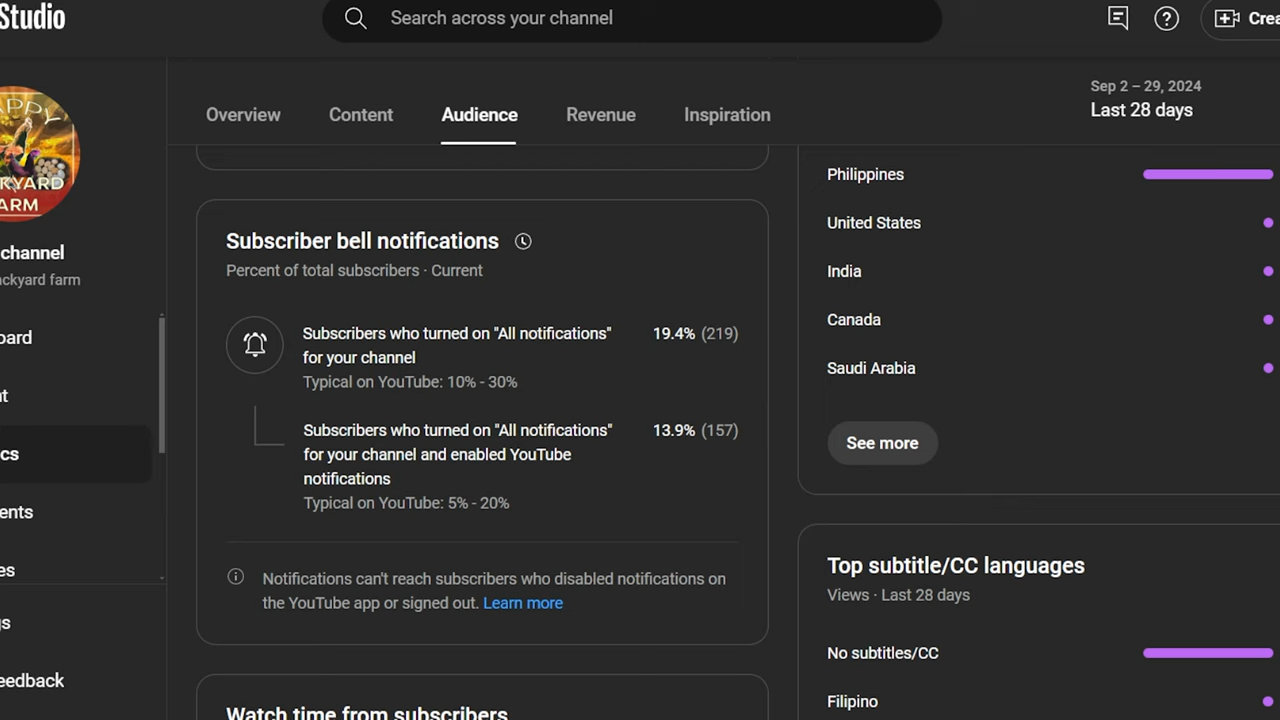 Studio
Search across your channel
Crea
Overview
Content
Audience
Revenue
Inspiration
Sep 2 – 29, 2024
Last 28 days
APPY
KYARD
ARM
channel
ackyard farm
oard
t
cs
ents
es
gs
eedback
Subscriber bell notifications
Percent of total subscribers · Current
Subscribers who turned on "All notifications" 19.4% (219)
for your channel
Typical on YouTube: 10% - 30%
Subscribers who turned on "All notifications" 13.9% (157)
for your channel and enabled YouTube
notifications
Typical on YouTube: 5% - 20%
Notifications can't reach subscribers who disabled notifications on
the YouTube app or signed out. Learn more
Watch time from subscribers
Philippines
United States
India
Canada
Saudi Arabia
See more
Top subtitle/CC languages
Views · Last 28 days
No subtitles/CC
Filipino